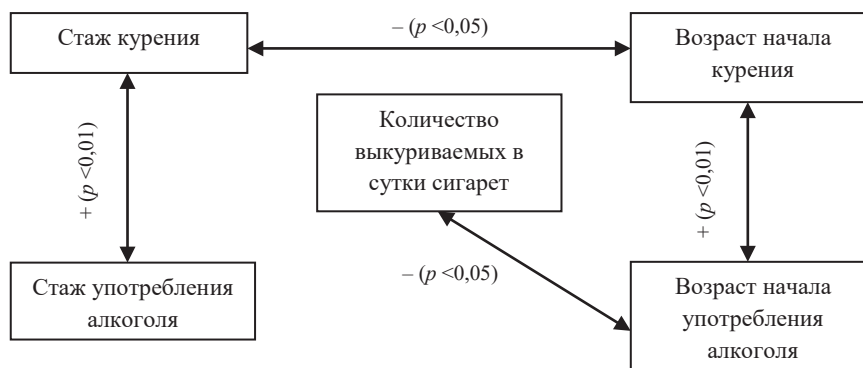 Стаж курения
– (p <0,05)
Возраст начала
курения
Количество
выкуриваемых в
сутки сигарет
+ (p <0,01)
+ (p <0,01)
– (p <0,05)
Стаж употребления
алкоголя
Возраст начала
употребления
алкоголя